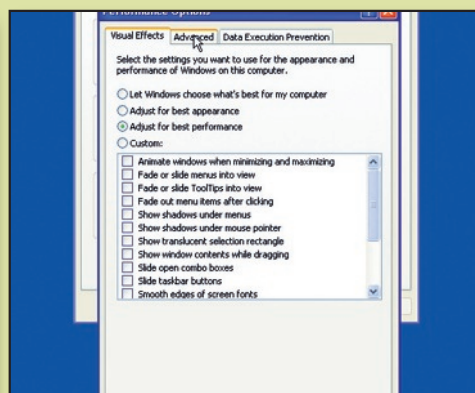 Performance Options
Visual Effects Advanced Data Execution Prevention
Select the settings you want to use for the appearance and
performance of Windows on this computer.
Let Windows choose what's best for my computer
Adjust for best appearance
Adjust for best performance
Custom:
Animate windows when minimizing and maximizing
Fade or slide menus into view
Fade or slide ToolTips into view
Fade out menu items after clicking
Show shadows under menus
Show shadows under mouse pointer
Show translucent selection rectangle
Show window contents while dragging
Slide open combo boxes
Slide taskbar buttons
Smooth edges of screen fonts